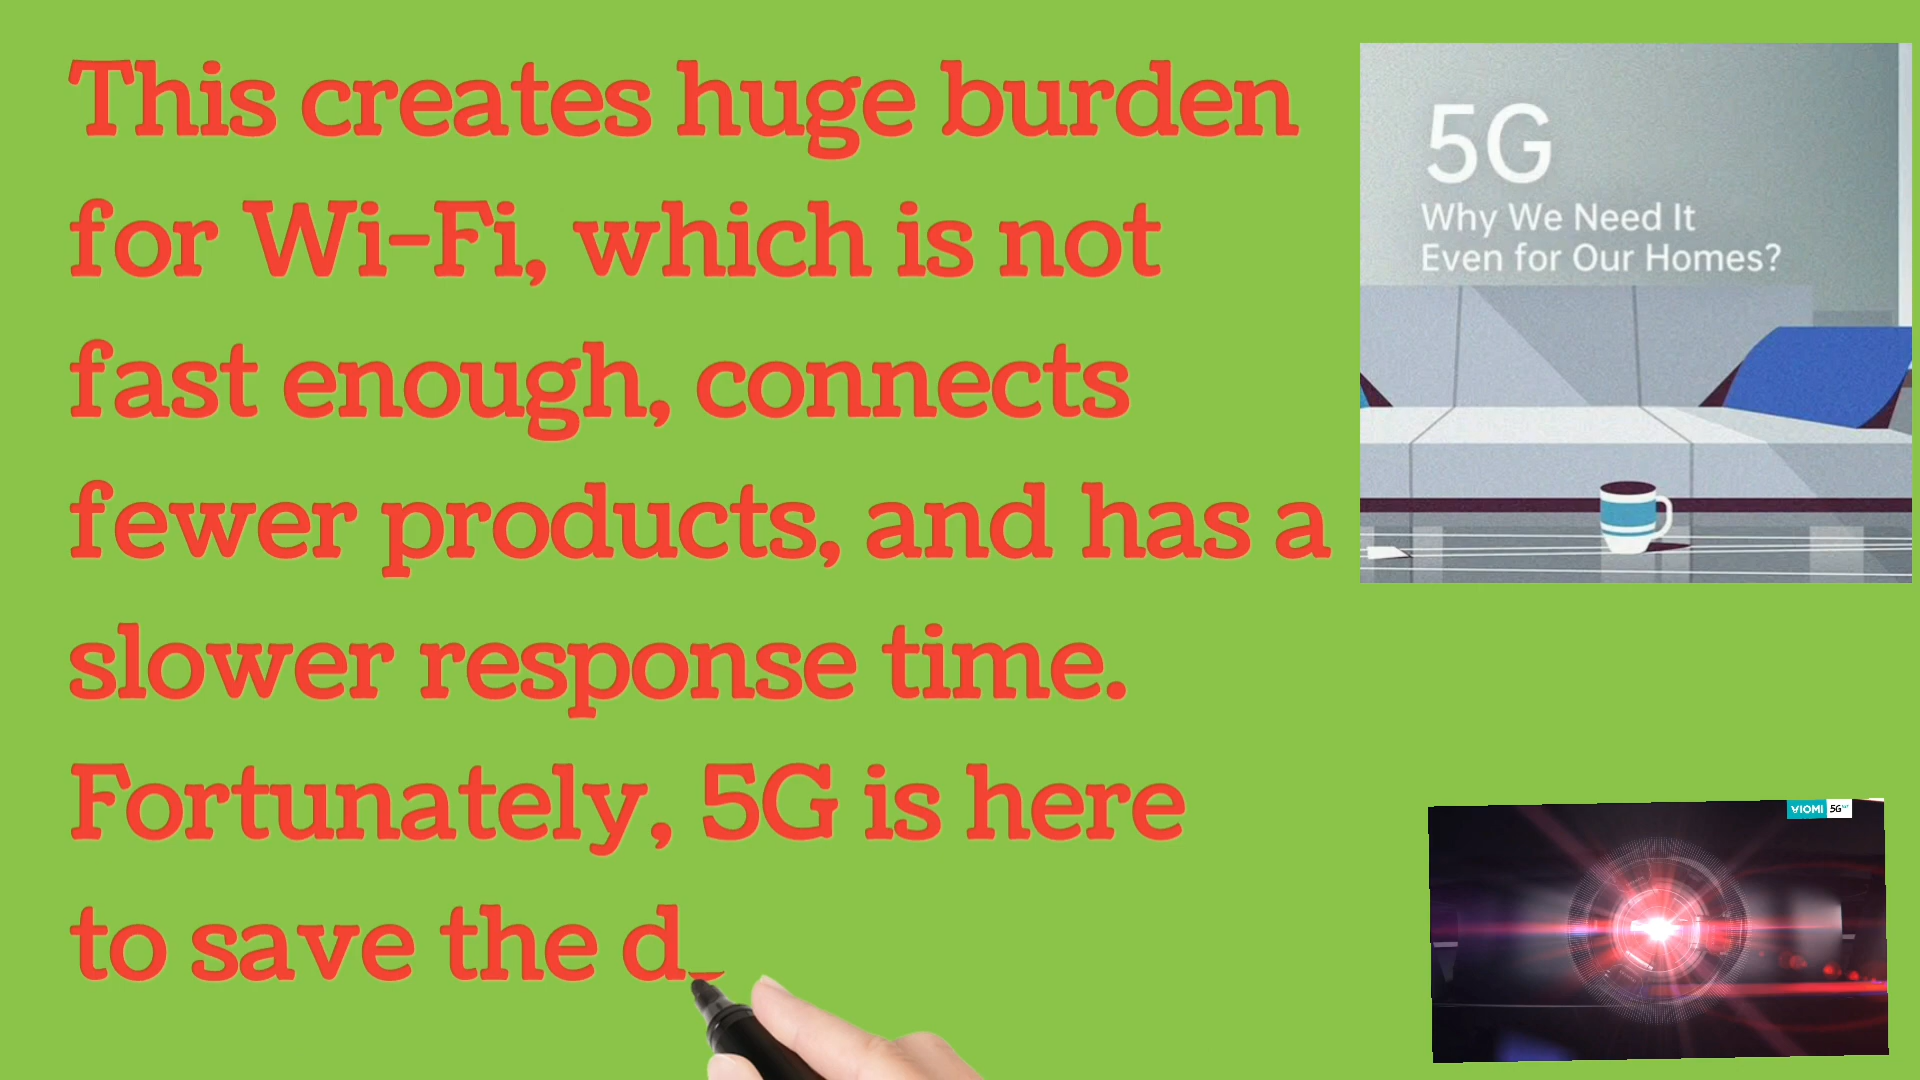 This creates huge burden
for Wi-Fi, which is not
fast enough, connects
fewer products, and has a
slower response time.
Fortunately, 5G is here
to save the d
5G
Why We Need It
Even for Our Homes?
VIOMI 5G